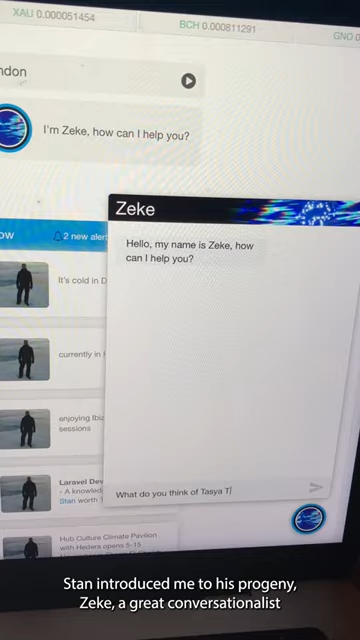 XAU 0.000051454
BCH 0.000811291
GNO 0
ndon
I'm Zeke, how can I help you?
Zeke
Hello, my name is Zeke, how
can I help you?
OW
2 new alert
It's cold in D
currently in
enjoying Ibiz
sessions
Laravel Dev
- A knowled
Stan worth 1
Hub Culture Climate Pavilion
with Hedera opens 5-15
What do you think of Tasya T
Stan introduced me to his progeny,
Zeke, a great conversationalist